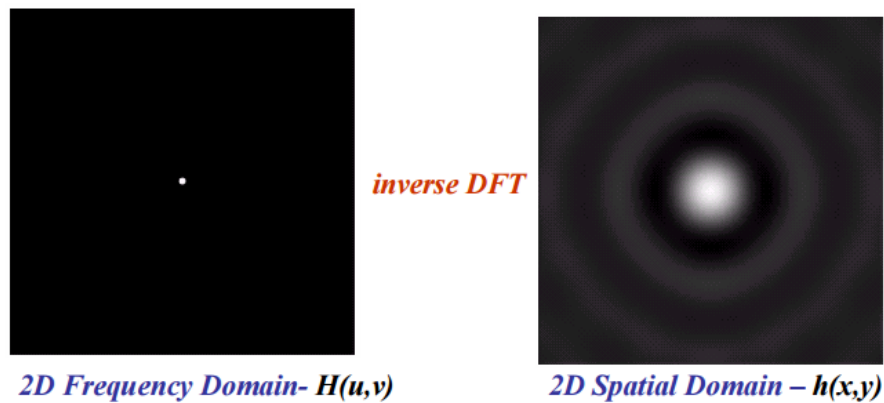 inverse DFT
2D Frequency Domain- H(u,v)
2D Spatial Domain – h(x,y)